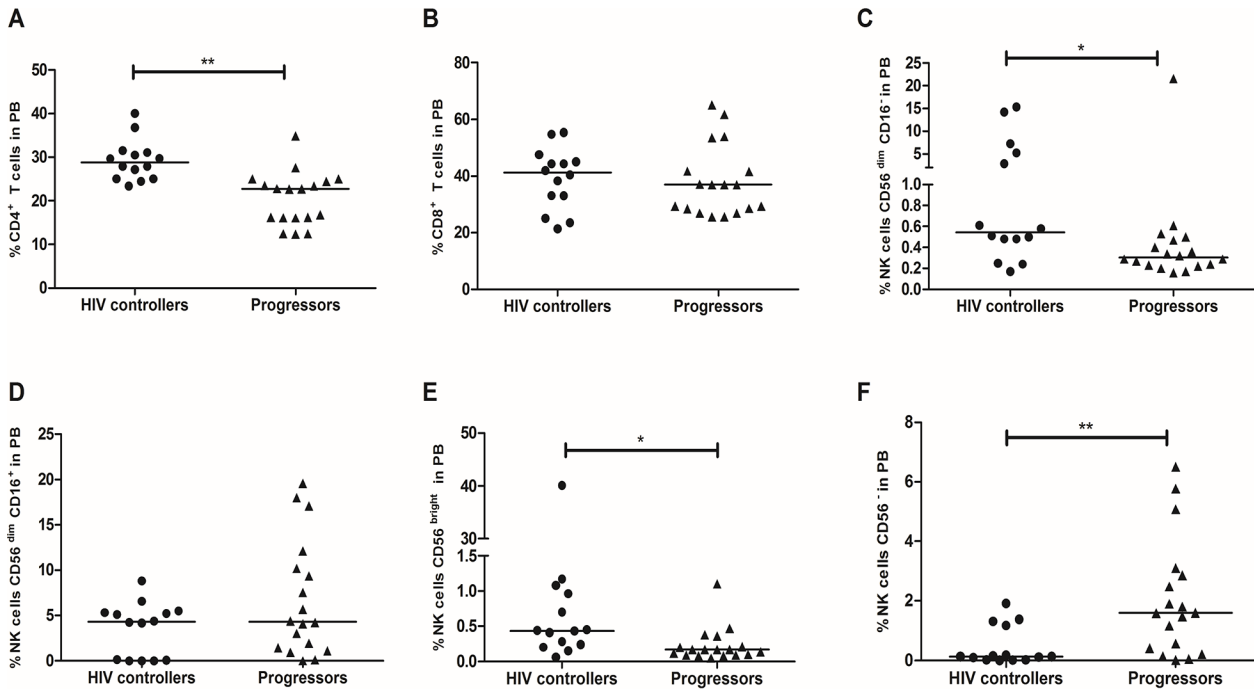 A
B
C
%CD4+ T cells in PB
50
40
30
20
10
0
**
HIV controllers
Progressors
%CD8+ T cells in PB
80
60
40
20
0
HIV controllers
Progressors
%NK cells CD56 dim CD16- in PB
25
20
15
10
5
1.0
0.8
0.6
0.4
0.2
0.0
*
HIV controllers
Progressors
D
E
F
%NK cells CD56 dim CD16+ in PB
25
20
15
10
5
0
HIV controllers
Progressors
%NK cells CD56 bright in PB
50
40
30
1.5
1.0
0.5
0.0
*
HIV controllers
Progressors
%NK cells CD56 - in PB
8
6
4
2
0
**
HIV controllers
Progressors